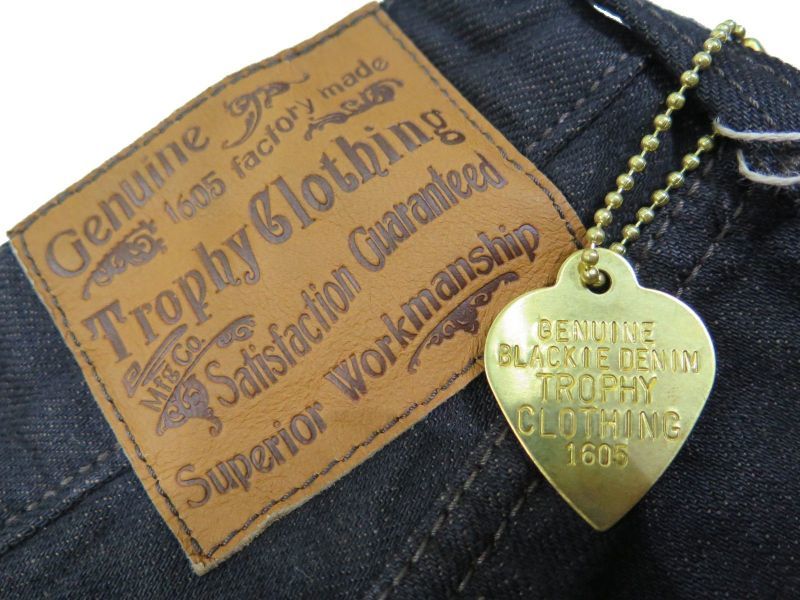 Genuine
1605 factory made
Trophy Clothing
Mfg Co.
Satisfaction Guaranteed
Superior Workmanship
GENUINE
BLACKIE DENIM
TROPHY
CLOTHING
1605